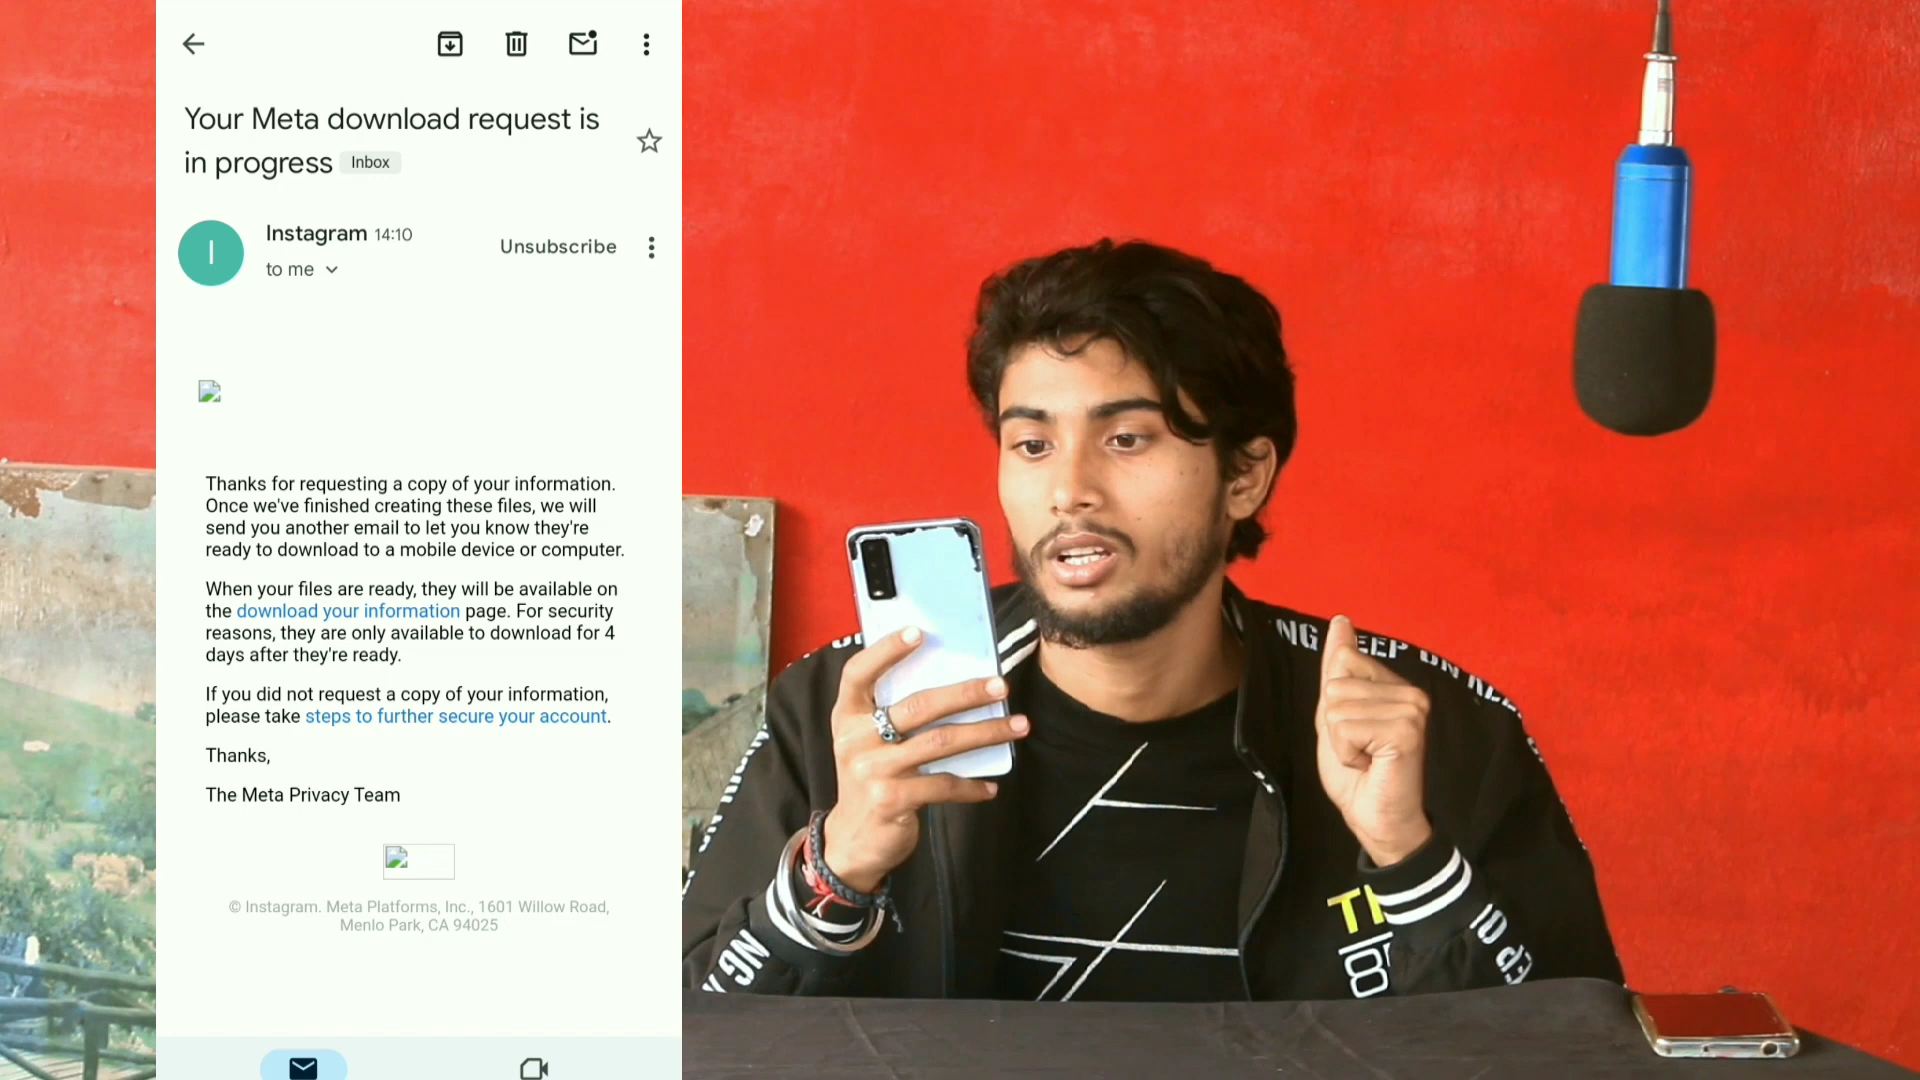 Your Meta download request is
in progress Inbox
Instagram 14:10
Unsubscribe
to me
I
Thanks for requesting a copy of your information.
Once we've finished creating these files, we will
send you another email to let you know they're
ready to download to a mobile device or computer.
When your files are ready, they will be available on
the download your information page. For security
reasons, they are only available to download for 4
days after they're ready.
If you did not request a copy of your information,
please take steps to further secure your account.
Thanks,
The Meta Privacy Team
© Instagram. Meta Platforms, Inc., 1601 Willow Road,
Menlo Park, CA 94025